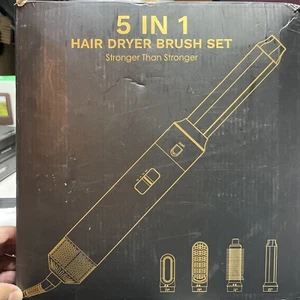 5 IN 1
HAIR DRYER BRUSH SET
Stronger Than Stronger